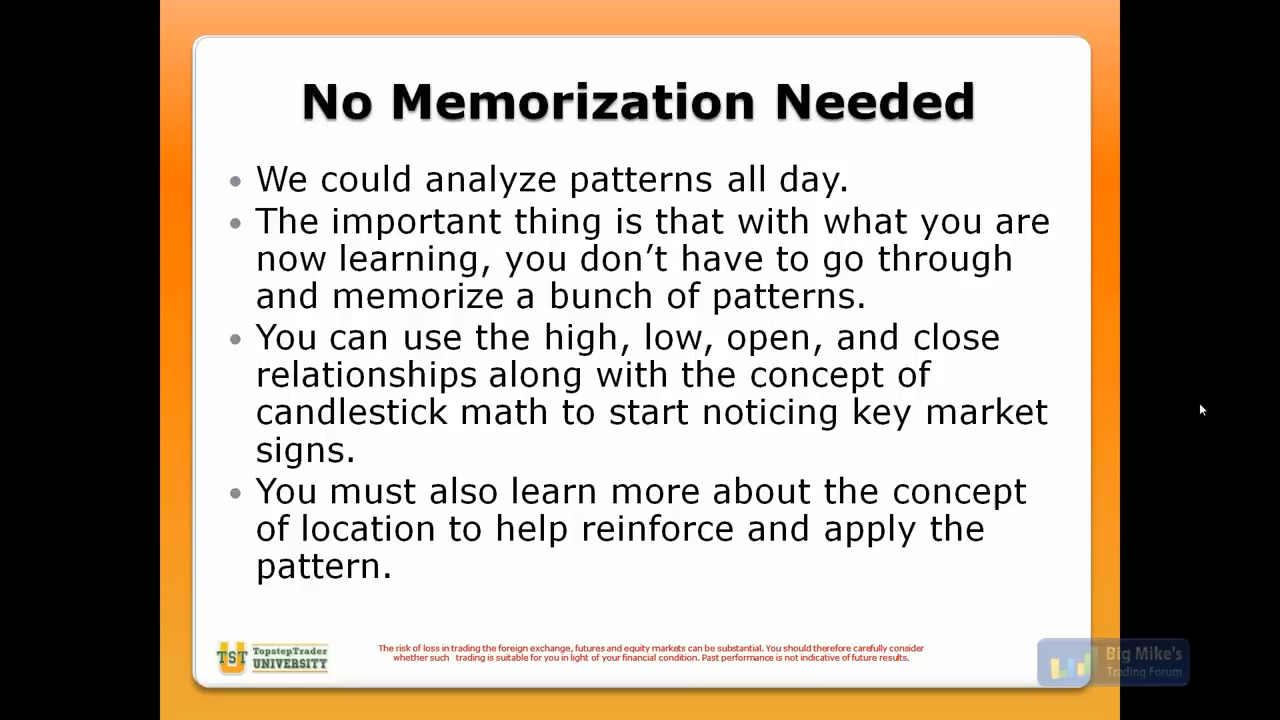 No Memorization Needed
We could analyze patterns all day.
The important thing is that with what you are
now learning, you don’t have to go through
and memorize a bunch of patterns.
You can use the high, low, open, and close
relationships along with the concept of
candlestick math to start noticing key market
signs.
You must also learn more about the concept
of location to help reinforce and apply the
pattern.
TST
TopstepTrader
UNIVERSITY
The risk of loss in trading the foreign exchange, futures and equity markets can be substantial. You should therefore carefully consider
whether such trading is suitable for you in light of your financial condition. Past performance is not indicative of future results.
Big Mike's
Trading Forum